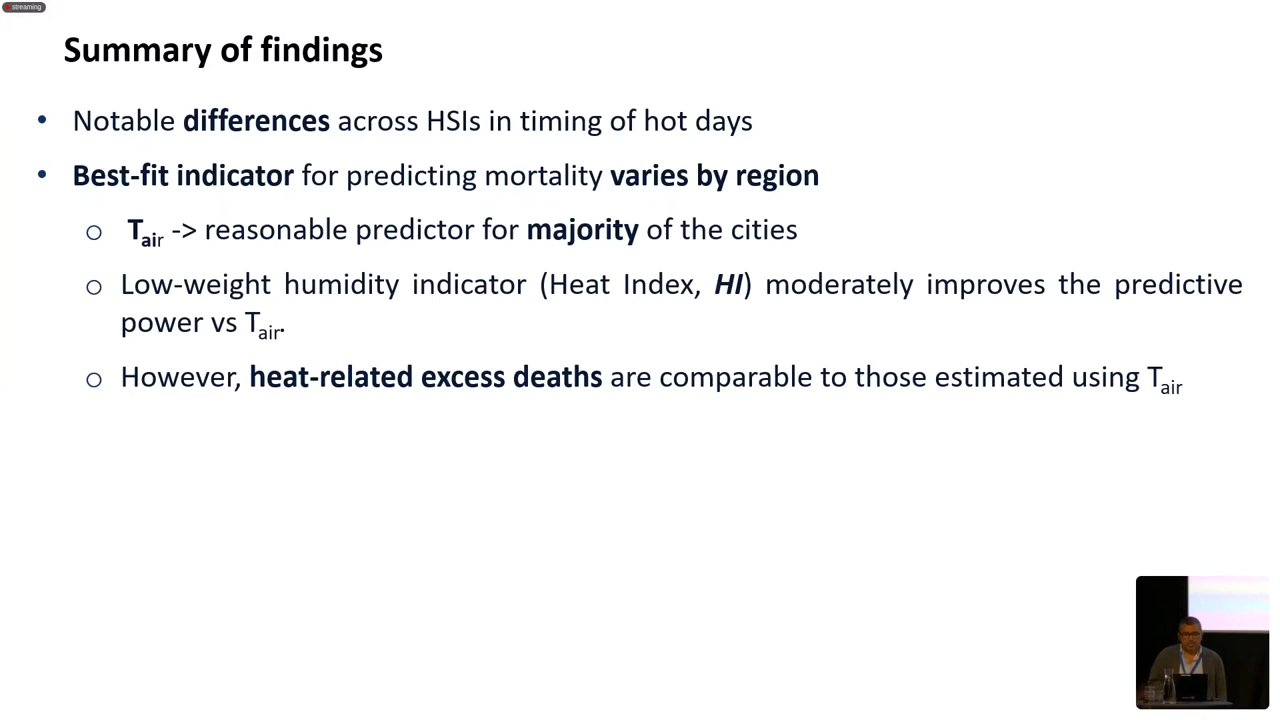 streaming
Summary of findings
• Notable differences across HSIs in timing of hot days
• Best-fit indicator for predicting mortality varies by region
o Tair -> reasonable predictor for majority of the cities
o Low-weight humidity indicator (Heat Index, HI) moderately improves the predictive
power vs Tair.
o However, heat-related excess deaths are comparable to those estimated using Tair